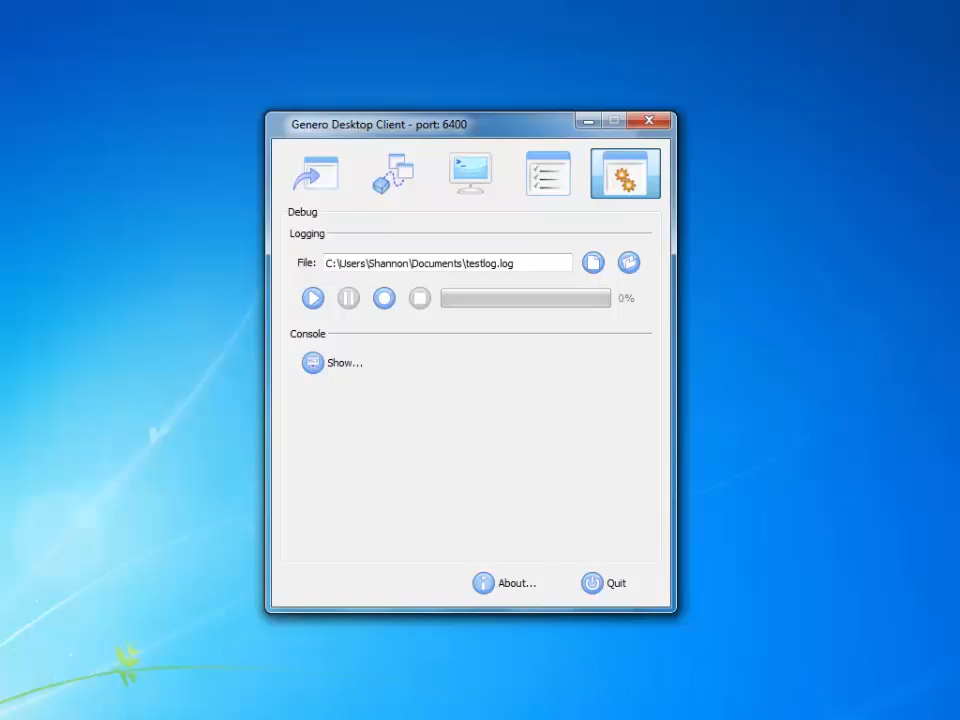 Genero Desktop Client - port: 6400
Debug
Logging
File: C:\Users\Shannon\Documents\testlog.log
0%
Console
Show...
About... Quit